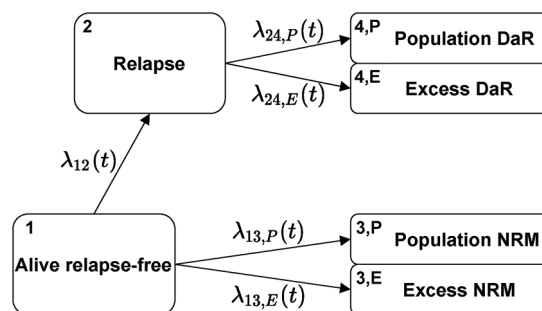 2
Relapse
λ24,P(t)
4,P
Population DaR
λ24,E(t)
4,E
Excess DaR
λ12(t)
1
Alive relapse-free
λ13,P(t)
3,P
Population NRM
λ13,E(t)
3,E
Excess NRM